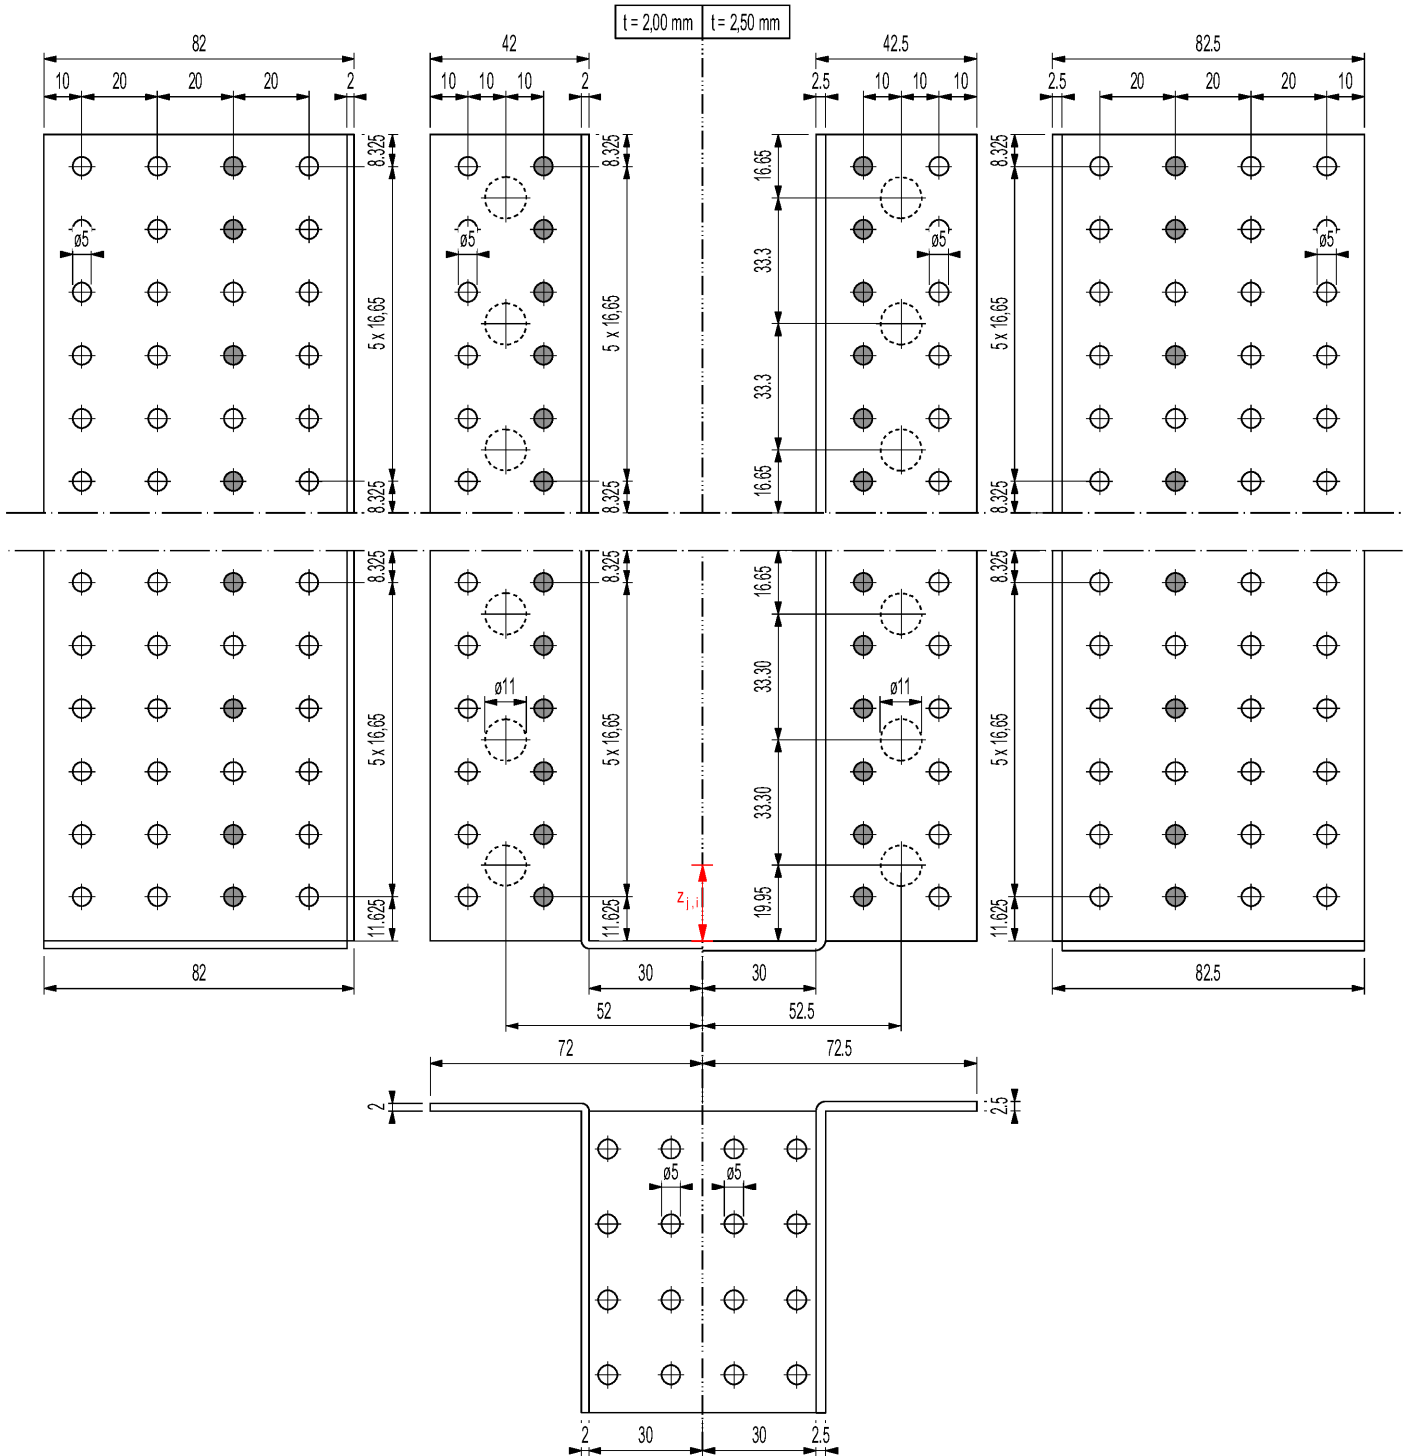 t = 2,00 mm t = 2,50 mm
82 42 42.5 82.5
10 20 20 20 2 10 10 10 2 2.5 10 10 10 2.5 20 20 20 10
8.325 8.325 16.65 8.325
ø5 ø5 ø5 ø5
5 x 16,65 5 x 16,65 33.3 5 x 16,65
33.3
8.325 8.325 16.65 8.325
8.325 8.325 16.65 8.325
33.30
ø11 ø11
5 x 16,65 5 x 16,65 33.30 5 x 16,65
z j,i
11.625 11.625 19.95 11.625
82 30 30 82.5
52 52.5
72 72.5
2 2.5
ø5 ø5
2 30 30 2.5